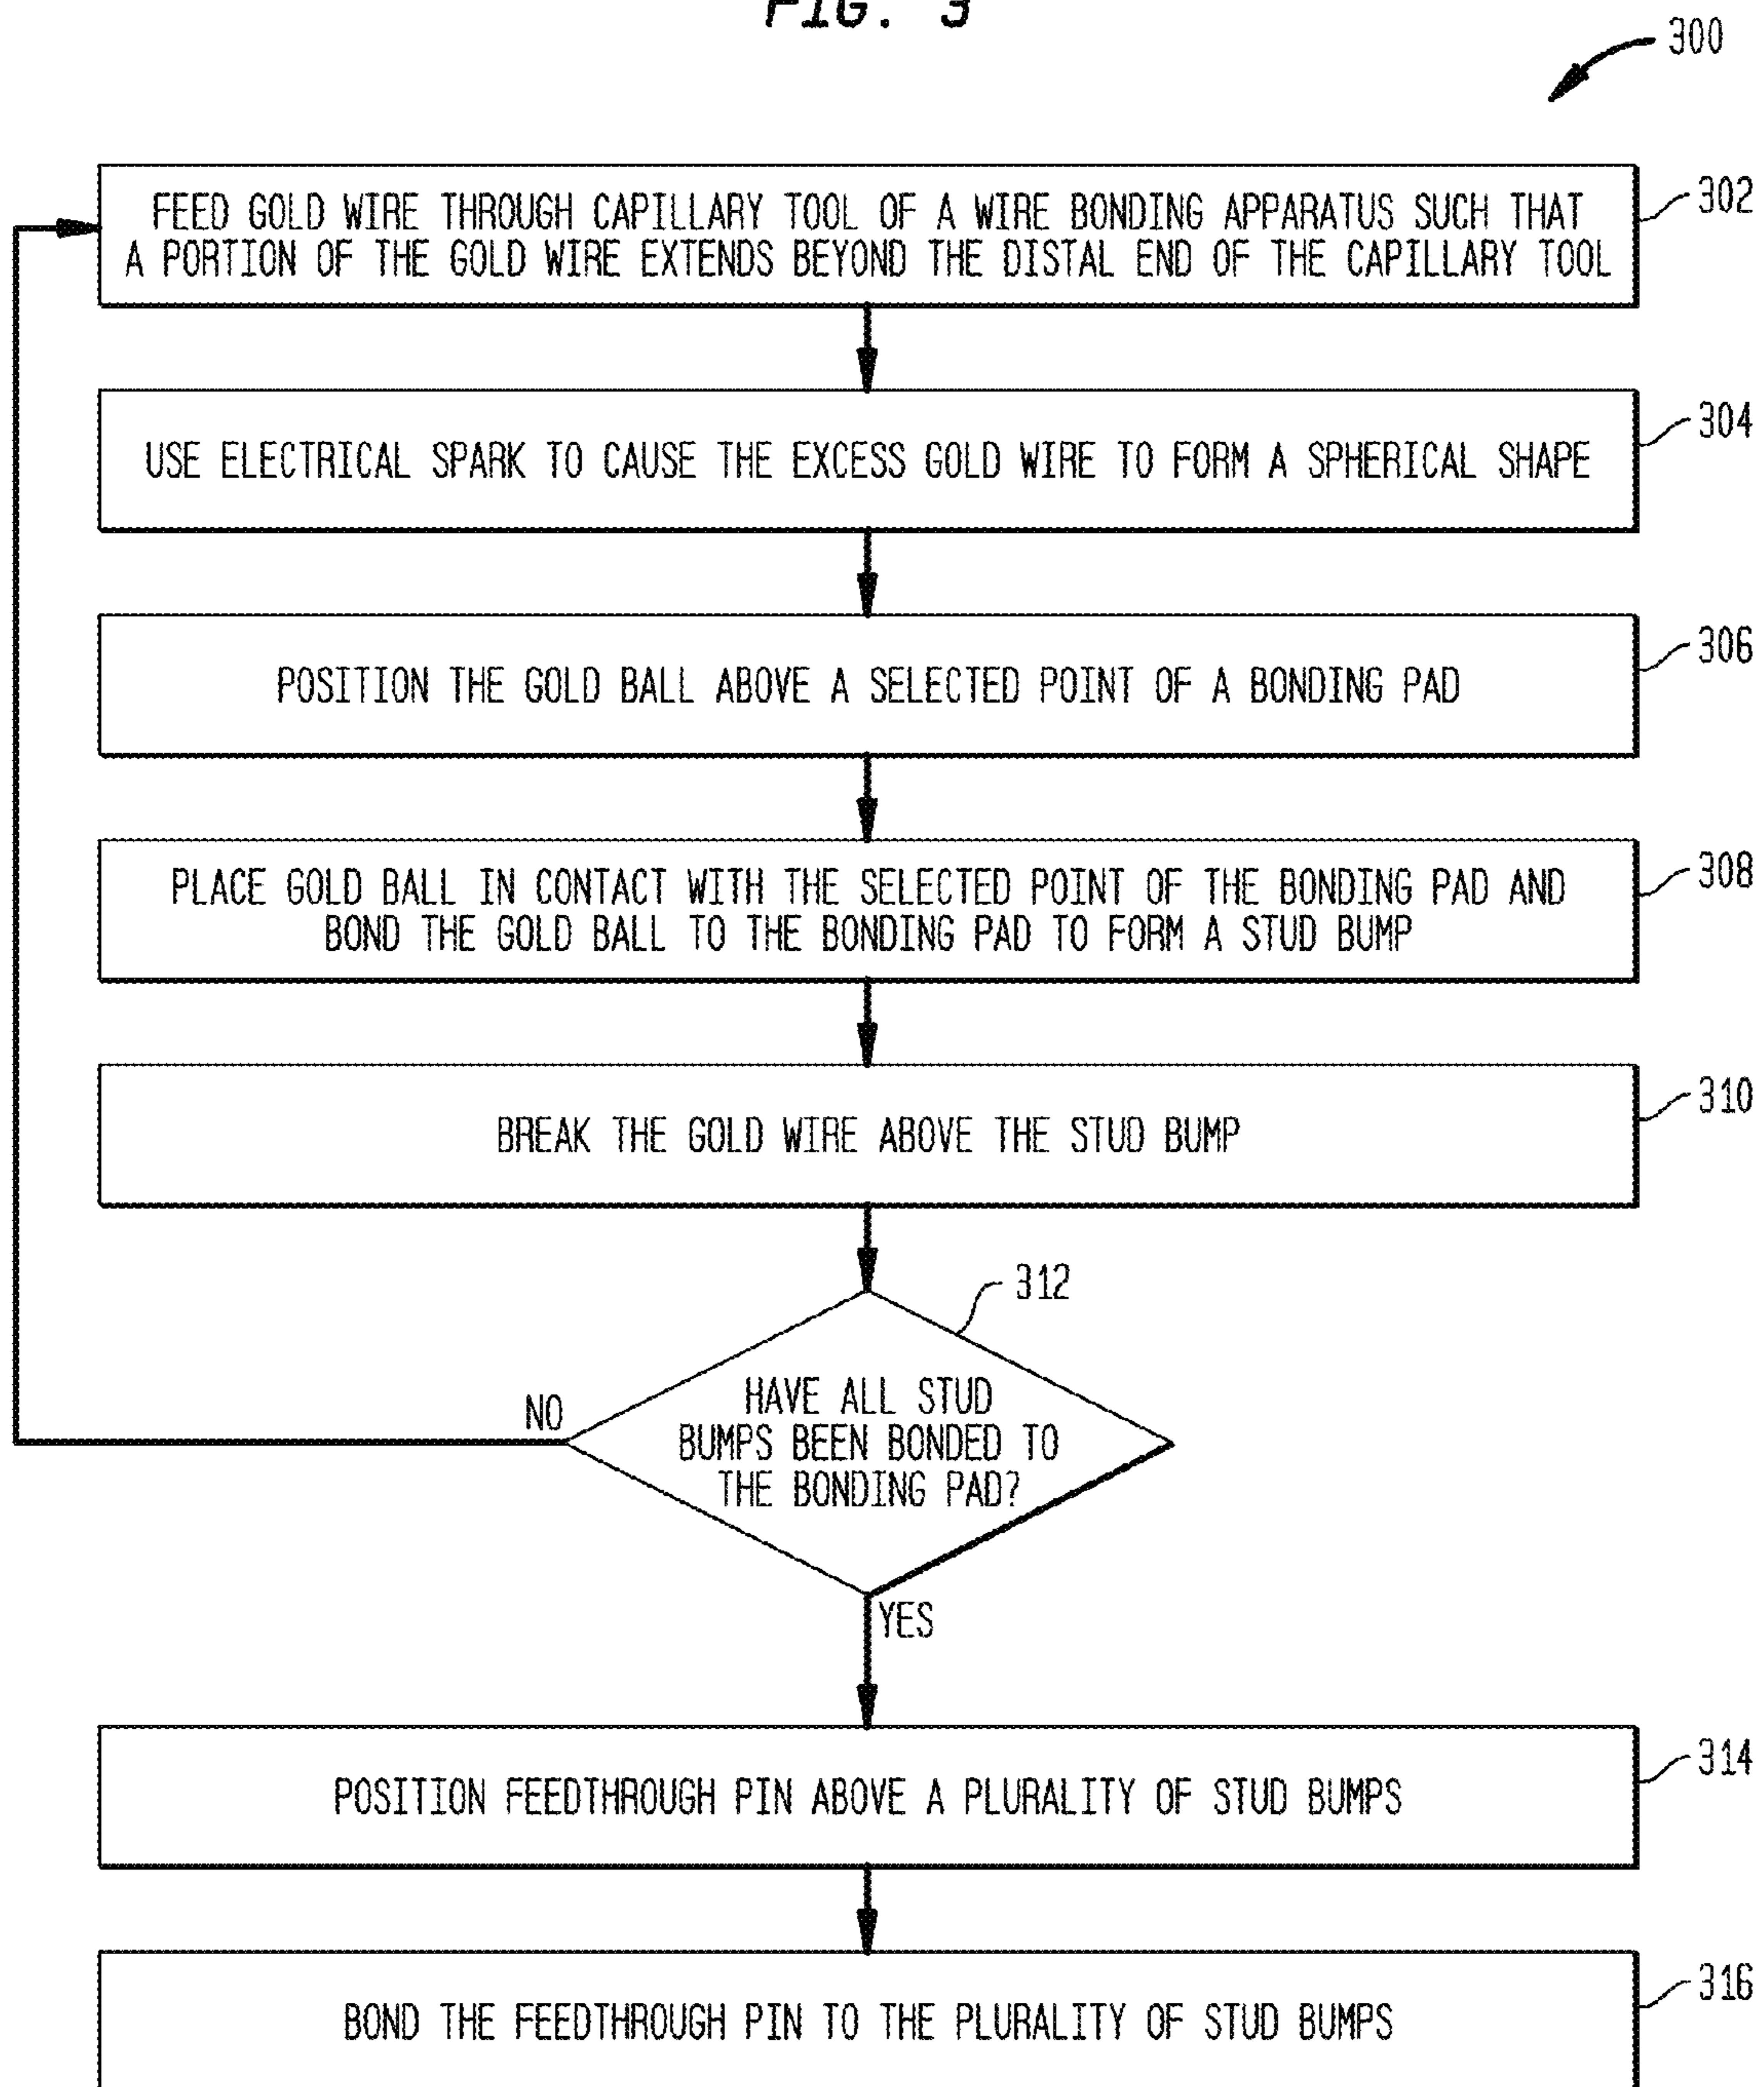 FIG. 3
300
FEED GOLD WIRE THROUGH CAPILLARY TOOL OF A WIRE BONDING APPARATUS SUCH THAT
A PORTION OF THE GOLD WIRE EXTENDS BEYOND THE DISTAL END OF THE CAPILLARY TOOL
302
USE ELECTRICAL SPARK TO CAUSE THE EXCESS GOLD WIRE TO FORM A SPHERICAL SHAPE
304
POSITION THE GOLD BALL ABOVE A SELECTED POINT OF A BONDING PAD
306
PLACE GOLD BALL IN CONTACT WITH THE SELECTED POINT OF THE BONDING PAD AND
BOND THE GOLD BALL TO THE BONDING PAD TO FORM A STUD BUMP
308
BREAK THE GOLD WIRE ABOVE THE STUD BUMP
310
312
HAVE ALL STUD
BUMPS BEEN BONDED TO
THE BONDING PAD?
NO
YES
POSITION FEEDTHROUGH PIN ABOVE A PLURALITY OF STUD BUMPS
314
BOND THE FEEDTHROUGH PIN TO THE PLURALITY OF STUD BUMPS
316